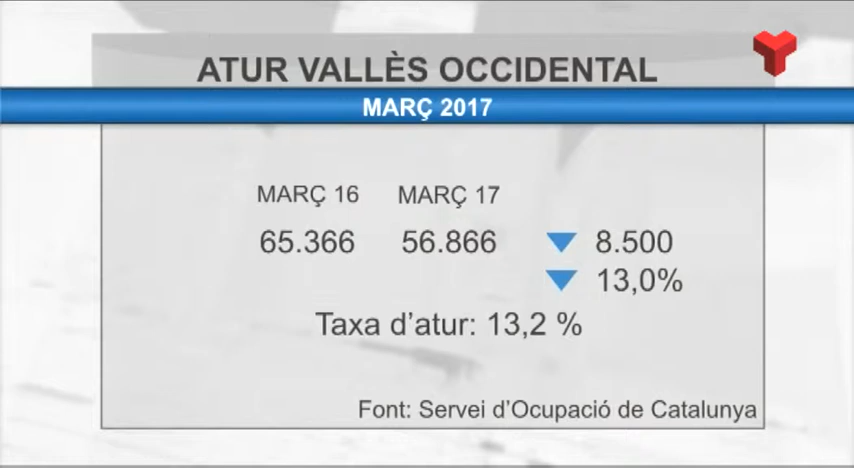 ATUR VALLÈS OCCIDENTAL
MARÇ 2017
MARÇ 16 MARÇ 17
65.366 56.866 ▼ 8.500
▼ 13,0%
Taxa d'atur: 13,2 %
Font: Servei d'Ocupació de Catalunya